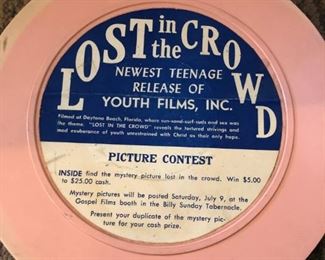 LOST in the CROWD
NEWEST TEENAGE
RELEASE OF
YOUTH FILMS, INC.
Filmed at Daytona Beach, Florida, where sun-sand-surf-suds and sex was
the theme. "LOST IN THE CROWD" reveals the tortured strivings and
mad exuberance of youth unrestrained with Christ as their only hope.
PICTURE CONTEST
INSIDE find the mystery picture lost in the crowd. Win $5.00
to $25.00 cash.
Mystery pictures will be posted Saturday, July 9, at the
Gospel Films booth in the Billy Sunday Tabernacle.
Present your duplicate of the mystery pic-
ture for your cash prize.